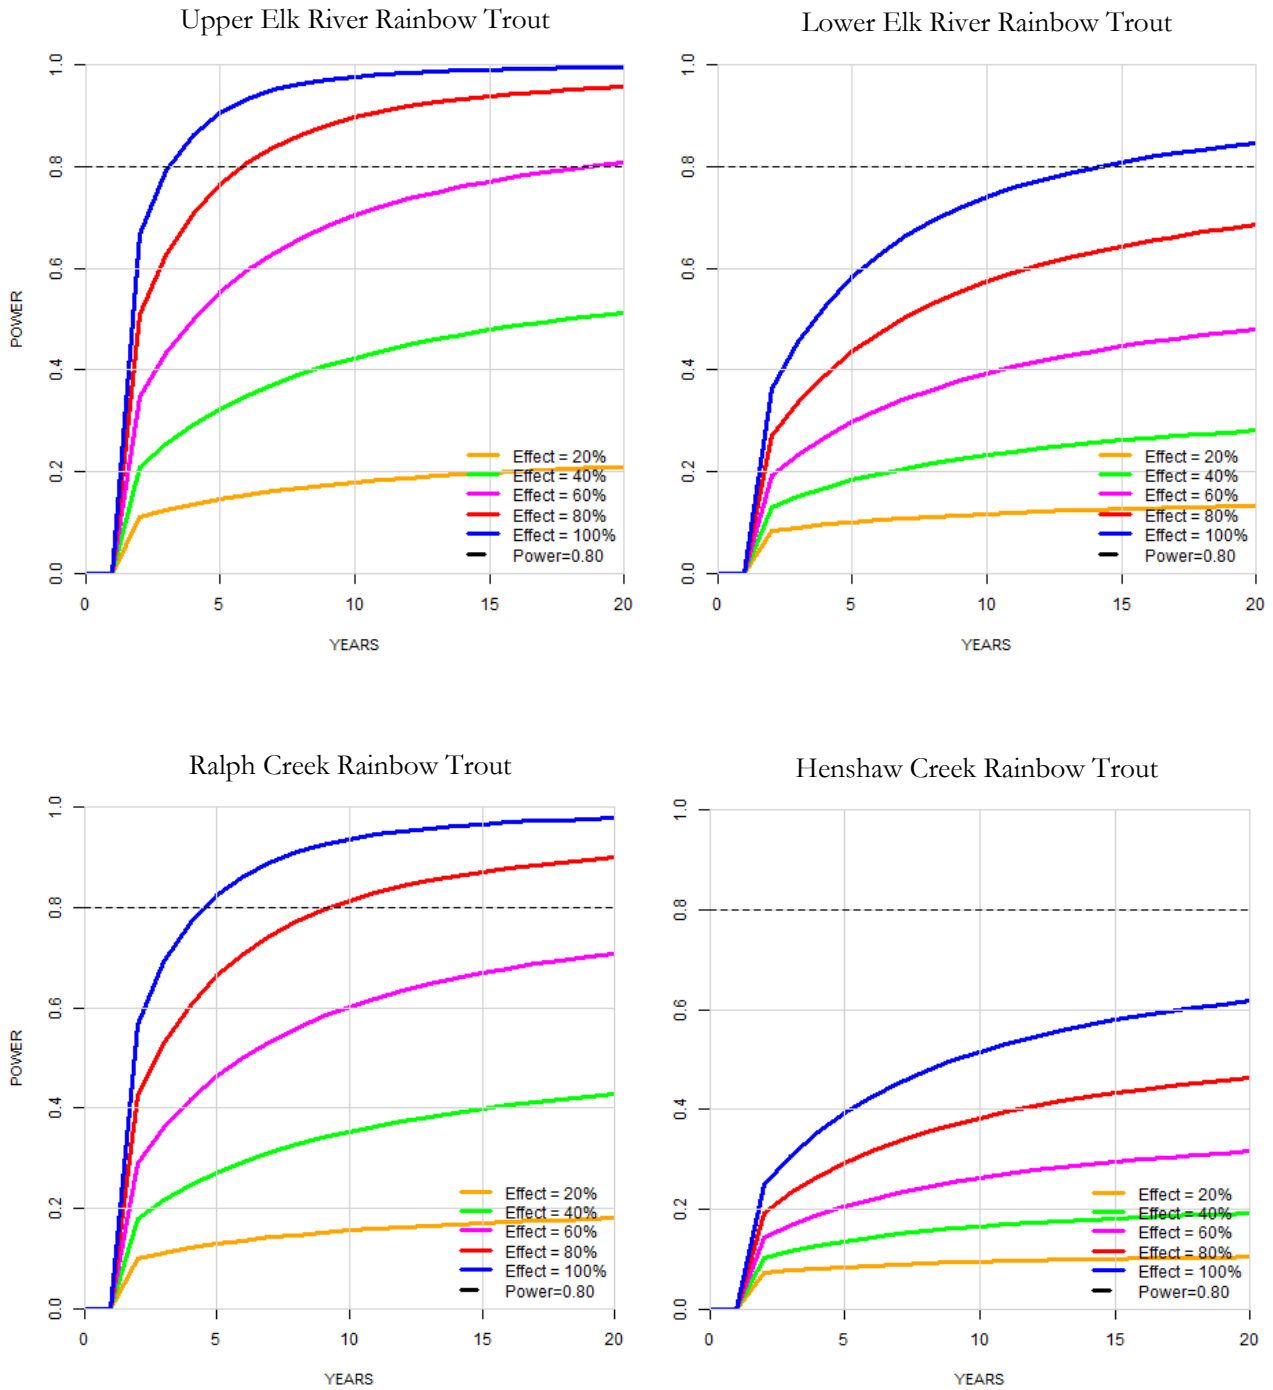 Upper Elk River Rainbow Trout
POWER
1.0
0.8
0.6
0.4
0.2
0.0
Effect = 20%
Effect = 40%
Effect = 60%
Effect = 80%
Effect = 100%
Power=0.80
0 5 10 15 20
YEARS
Lower Elk River Rainbow Trout
1.0
0.8
0.6
0.4
0.2
0.0
Effect = 20%
Effect = 40%
Effect = 60%
Effect = 80%
Effect = 100%
Power=0.80
0 5 10 15 20
YEARS
Ralph Creek Rainbow Trout
POWER
1.0
0.8
0.6
0.4
0.2
0.0
Effect = 20%
Effect = 40%
Effect = 60%
Effect = 80%
Effect = 100%
Power=0.80
0 5 10 15 20
YEARS
Henshaw Creek Rainbow Trout
1.0
0.8
0.6
0.4
0.2
0.0
Effect = 20%
Effect = 40%
Effect = 60%
Effect = 80%
Effect = 100%
Power=0.80
0 5 10 15 20
YEARS